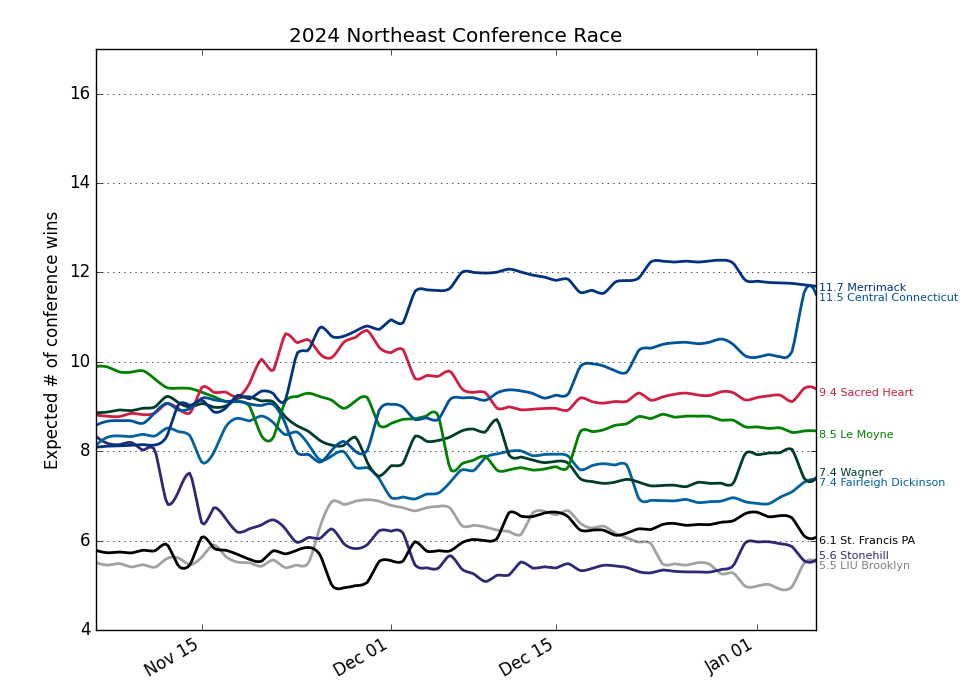 2024 Northeast Conference Race
Expected # of conference wins
16
14
12
10
8
6
4
Nov 15
Dec 01
Dec 15
Jan 01
11.7 Merrimack
11.5 Central Connecticut
9.4 Sacred Heart
8.5 Le Moyne
7.4 Wagner
7.4 Fairleigh Dickinson
6.1 St. Francis PA
5.6 Stonehill
5.5 LIU Brooklyn